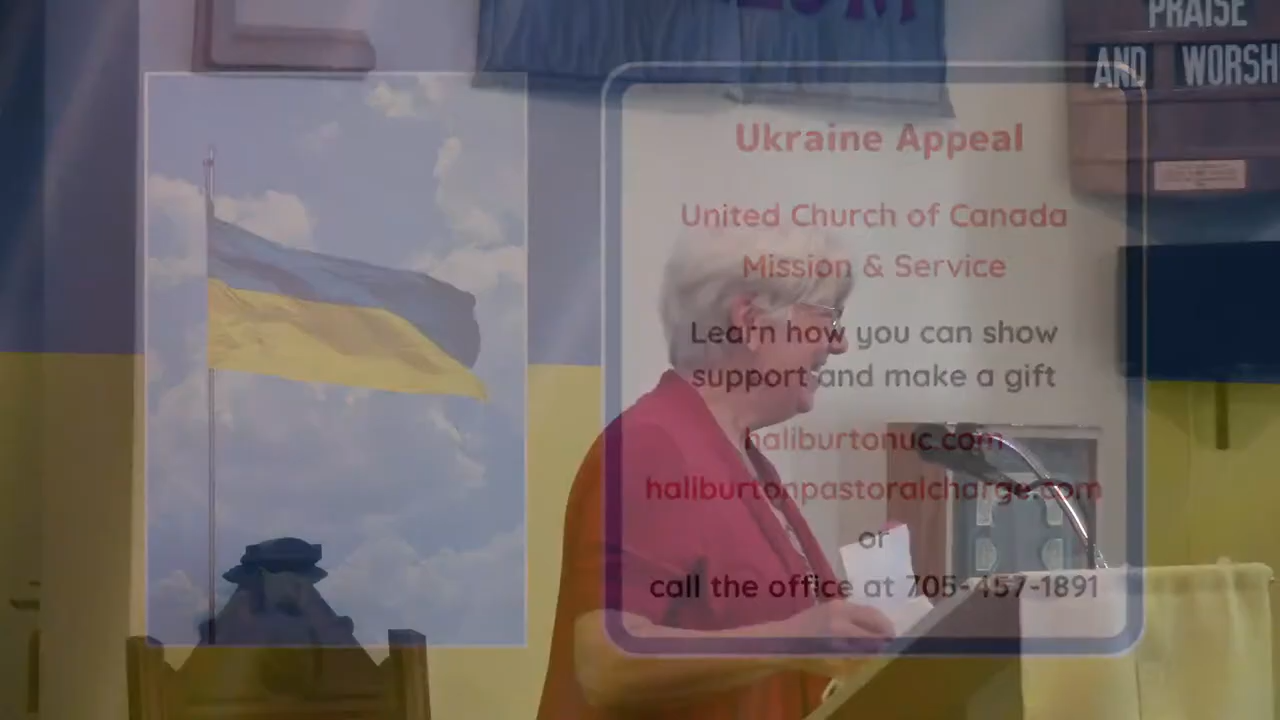 PRAISE
AND WORSH
Ukraine Appeal
United Church of Canada
Mission & Service
Learn how you can show
support and make a gift
haliburtonuc.com
haliburtonpastoralcharge.com
or
call the office at 705-457-1891